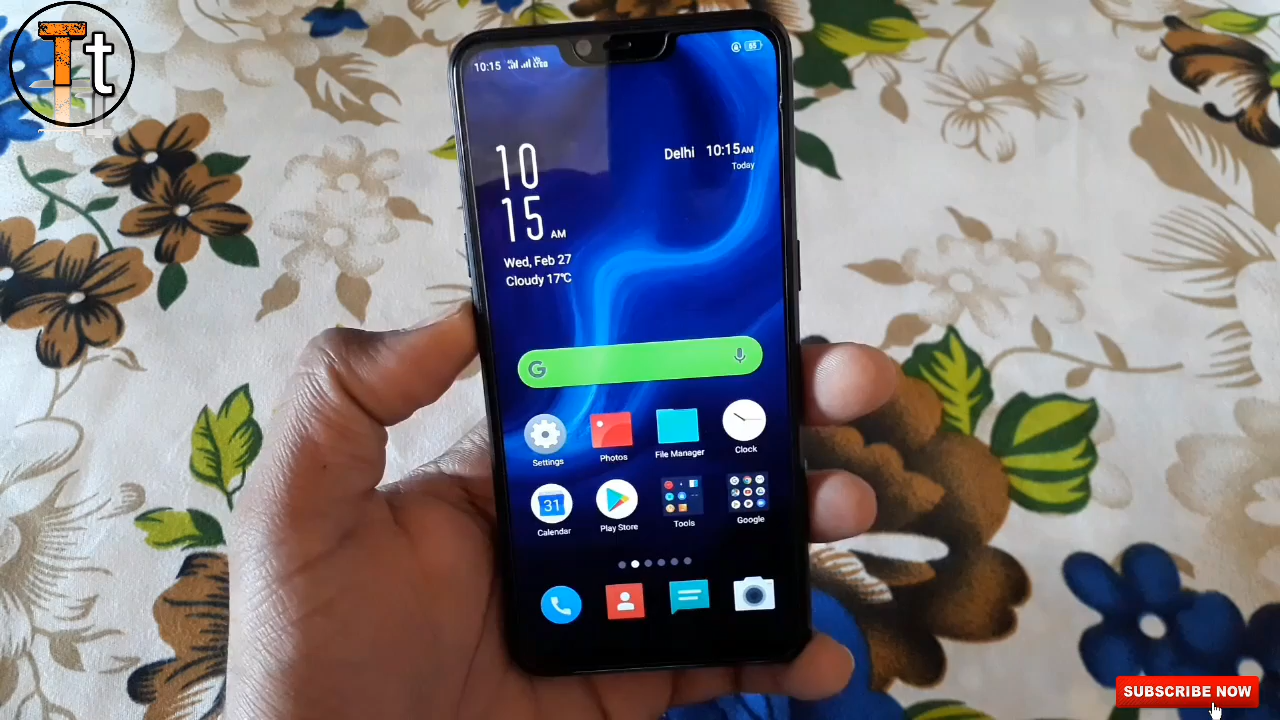 Tt
10:15
55
10
15 AM
Wed, Feb 27
Cloudy 17℃
Delhi 10:15AM
Today
G
Settings
Photos
File Manager
Clock
31
Calendar
Play Store
Tools
Google
SUBSCRIBE NOW